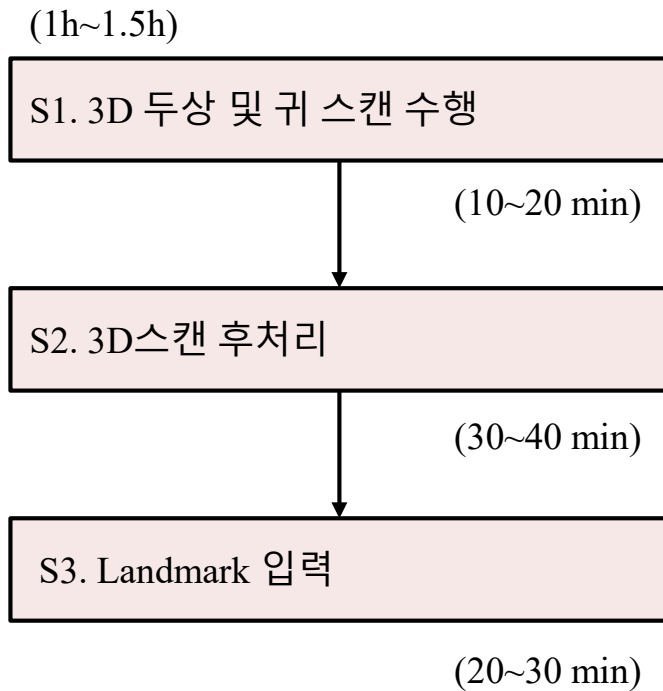 (1h~1.5h)
S1. 3D 두상 및 귀 스캔 수행
(10~20 min)
S2. 3D스캔 후처리
(30~40 min)
S3. Landmark 입력
(20~30 min)